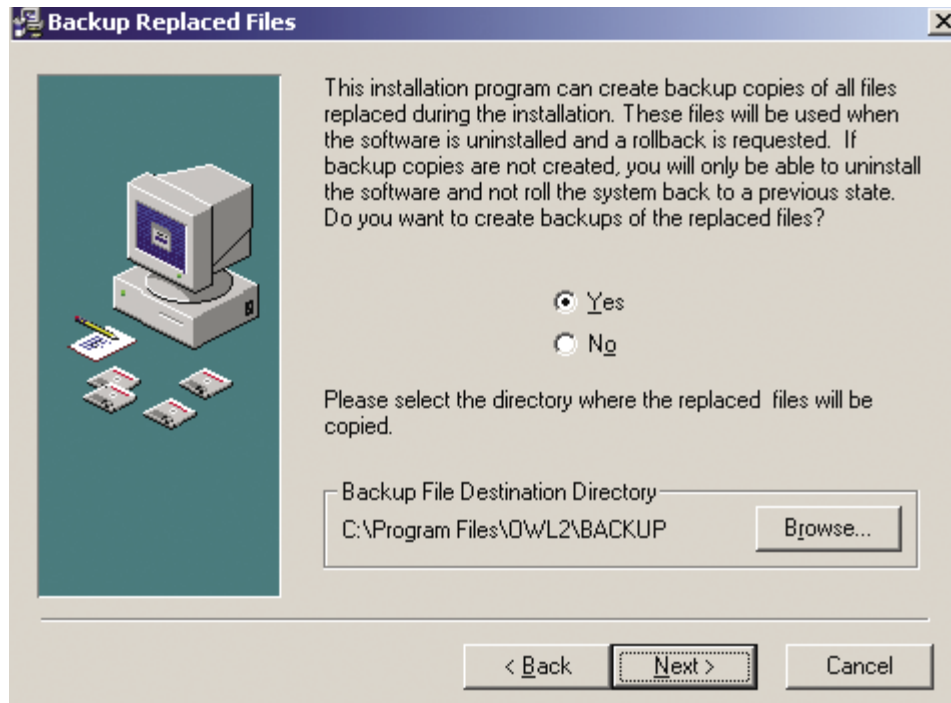 Backup Replaced Files
This installation program can create backup copies of all files
replaced during the installation. These files will be used when
the software is uninstalled and a rollback is requested. If
backup copies are not created, you will only be able to uninstall
the software and not roll the system back to a previous state.
Do you want to create backups of the replaced files?
Yes
No
Please select the directory where the replaced files will be
copied.
Backup File Destination Directory
C:\Program Files\OWL2\BACKUP
Browse...
< Back
Next >
Cancel